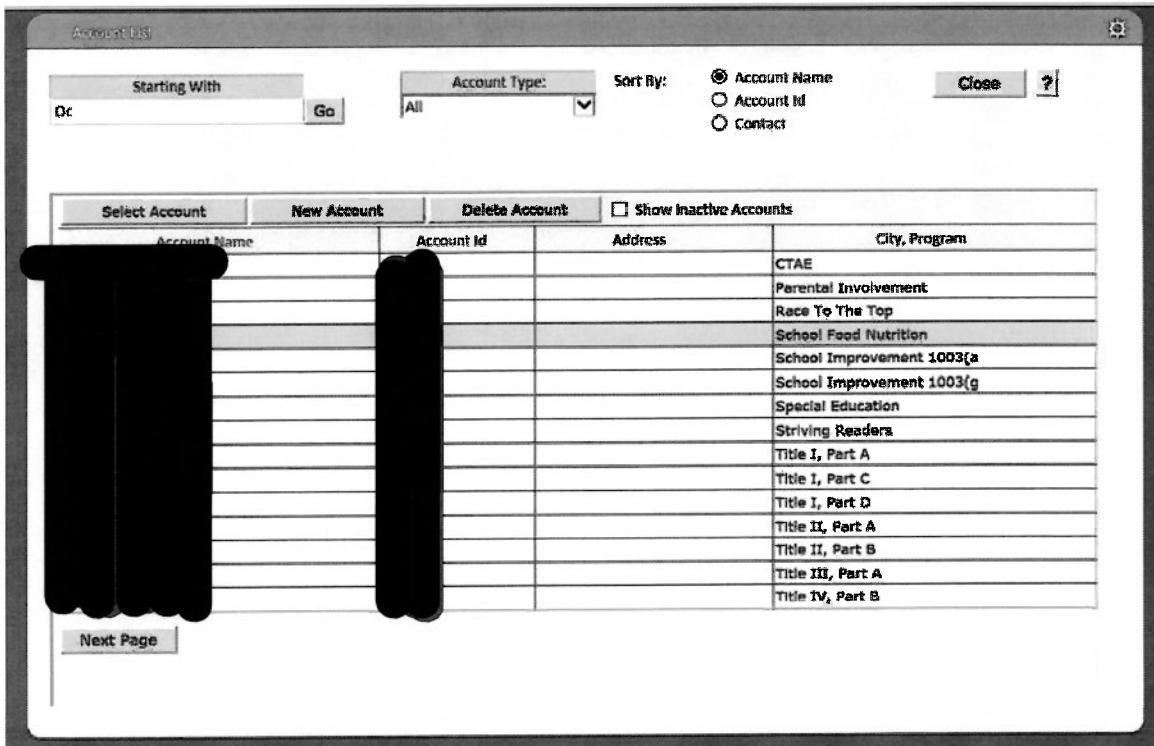 Account List
Starting With
Account Type:
Sort By:
Account Name
Close
?
Dc
Go
All
Account Id
Contact
Select Account
New Account
Delete Account
Show Inactive Accounts
Account Name
Account Id
Address
City, Program
CTAE
Parental Involvement
Race To The Top
School Food Nutrition
School Improvement 1003(a
School Improvement 1003(g
Special Education
Striving Readers
Title I, Part A
Title I, Part C
Title I, Part D
Title II, Part A
Title II, Part B
Title III, Part A
Title IV, Part B
Next Page